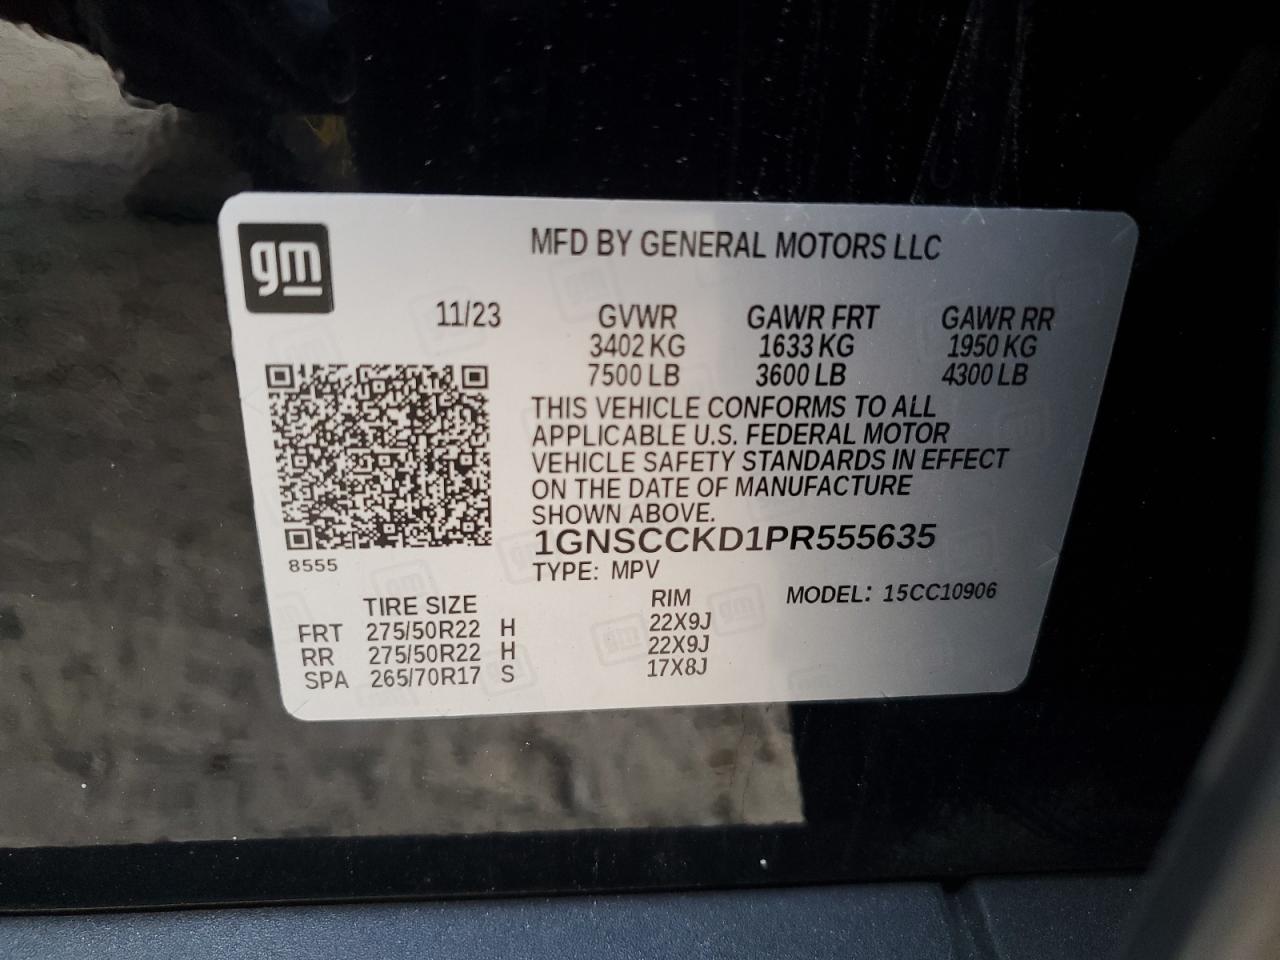 gm
MFD BY GENERAL MOTORS LLC
11/23 GVWR GAWR FRT GAWR RR
3402 KG 1633 KG 1950 KG
7500 LB 3600 LB 4300 LB
THIS VEHICLE CONFORMS TO ALL
APPLICABLE U.S. FEDERAL MOTOR
VEHICLE SAFETY STANDARDS IN EFFECT
ON THE DATE OF MANUFACTURE
SHOWN ABOVE.
1GNSCCKD1PR555635
8555
TYPE: MPV
MODEL: 15CC10906
TIRE SIZE RIM
FRT 275/50R22 H 22X9J
RR 275/50R22 H 22X9J
SPA 265/70R17 S 17X8J